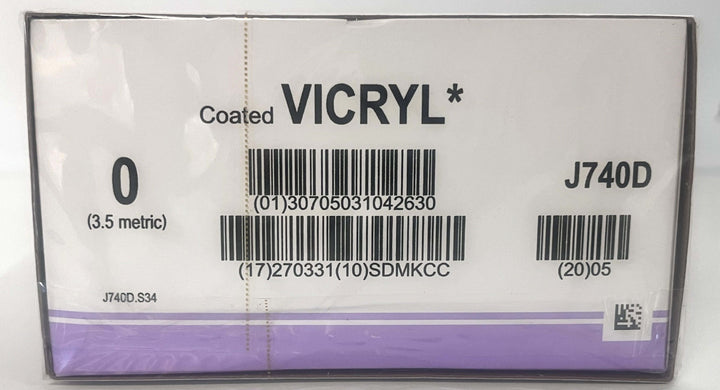 Coated VICRYL*
0
(3.5 metric)
J740D
(01)30705031042630
(17)270331(10)SDMKCC
(20)05
J740D.S34